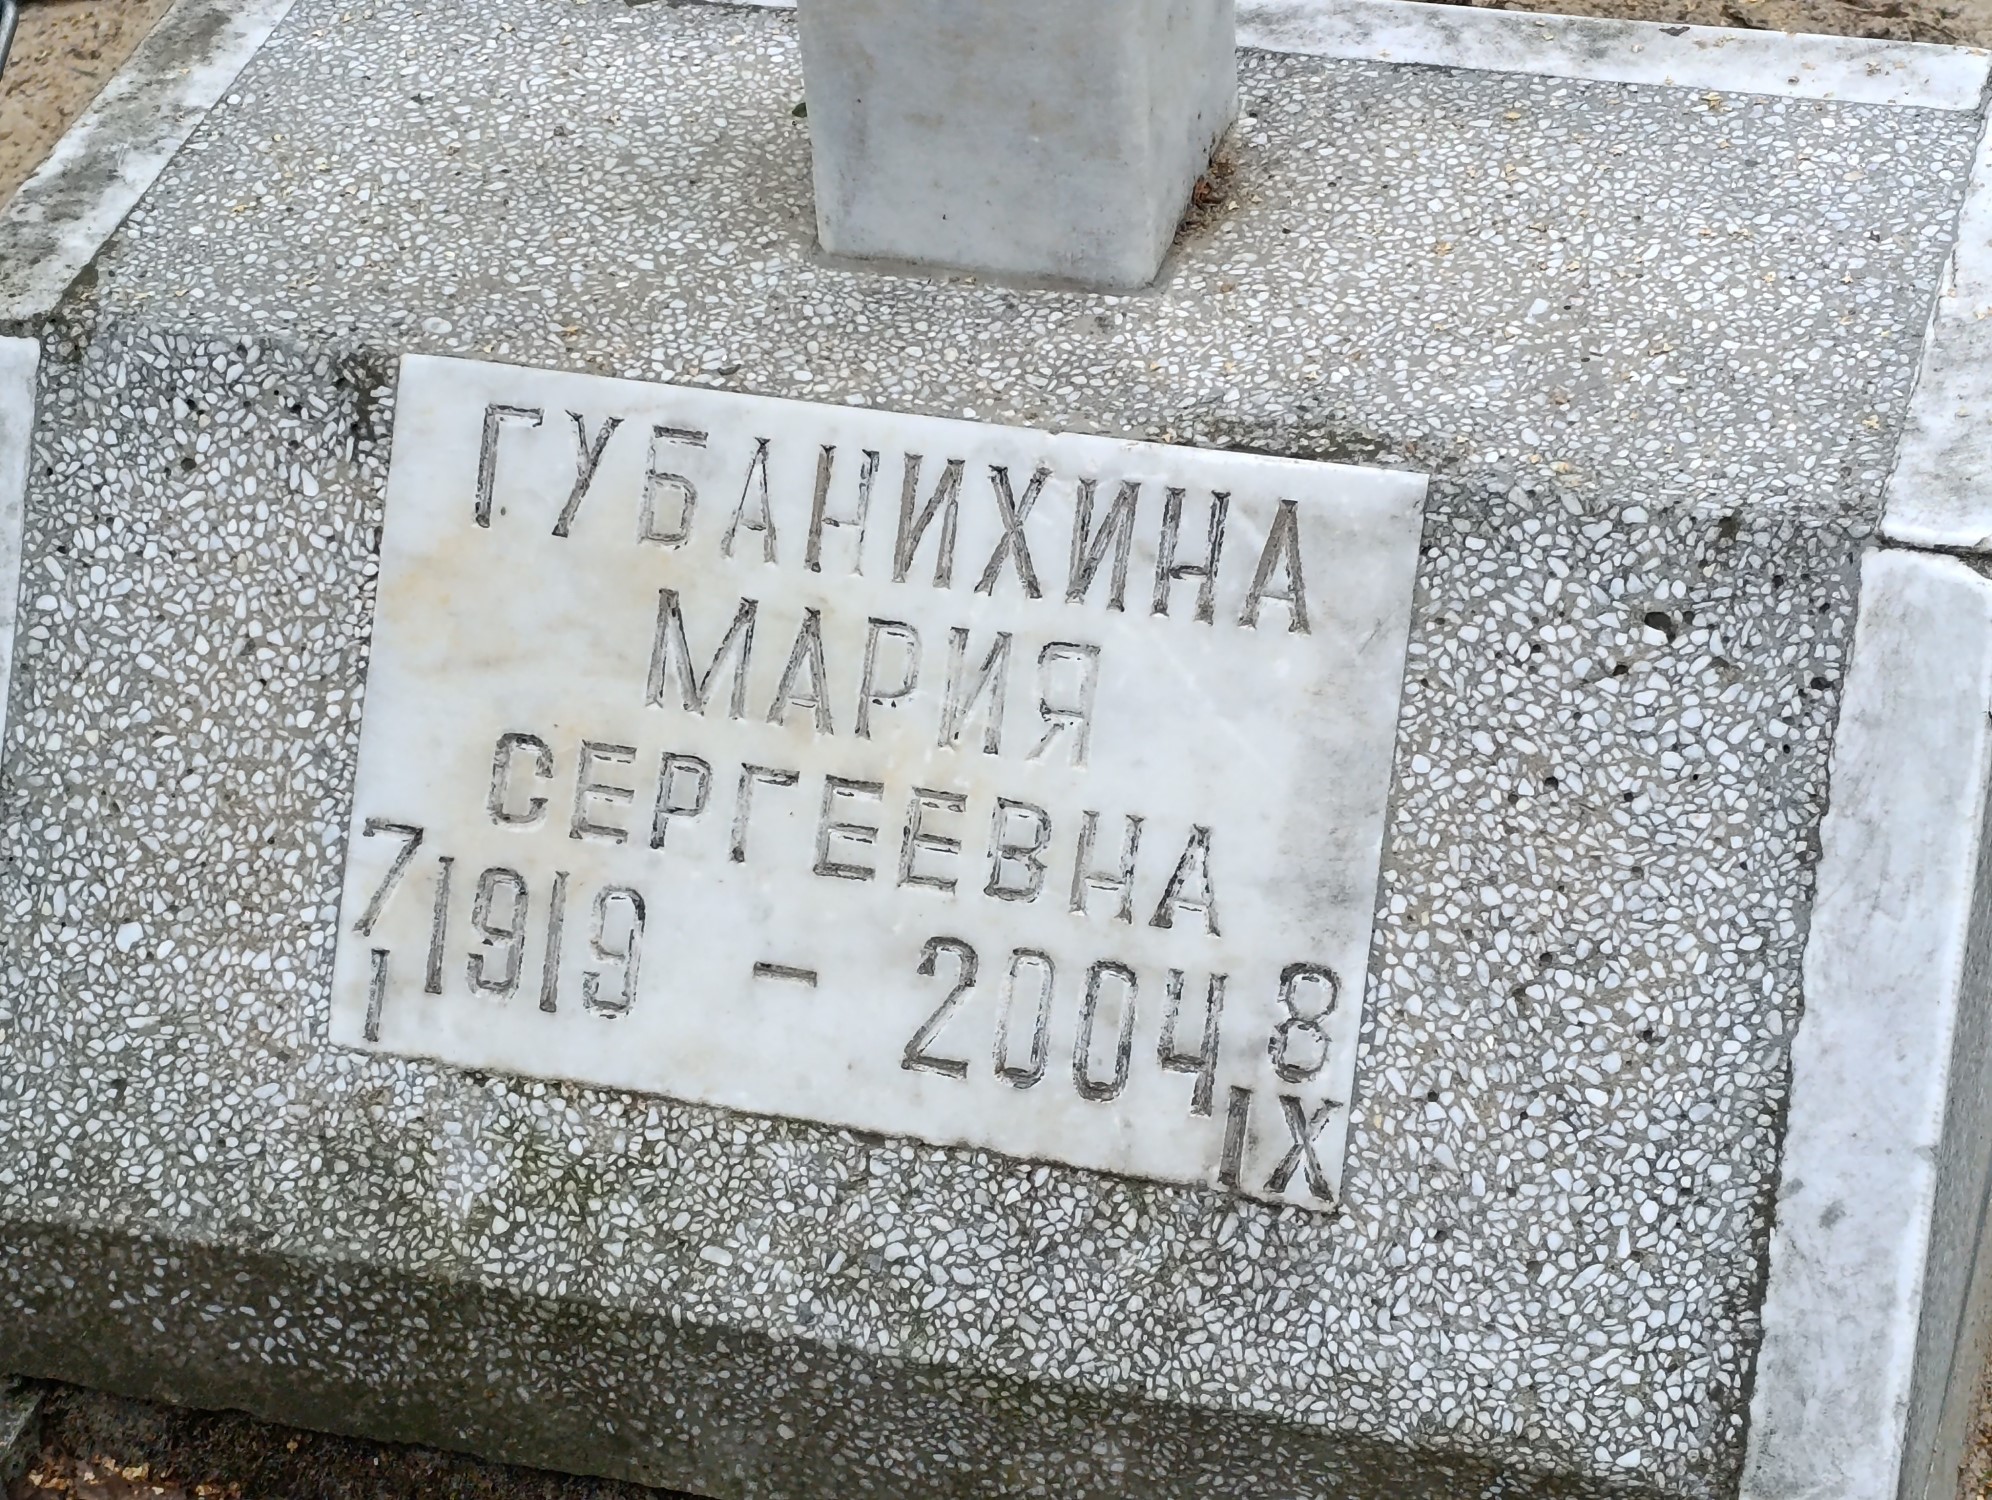 ГУБАНИХИНА
МАРИЯ
СЕРГЕЕВНА
7 1919 - 2004 8
I IX